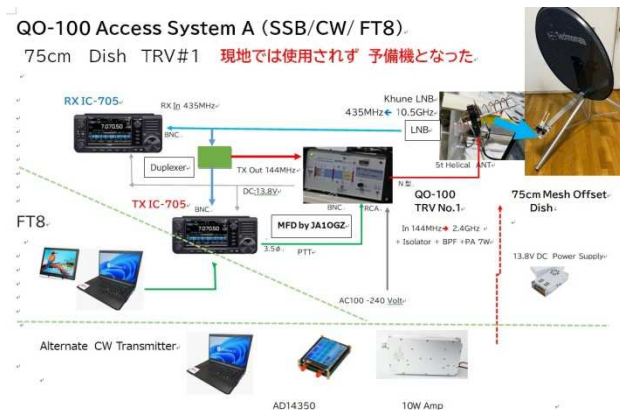 QO-100 Access System A (SSB/CW/ FT8)
75cm Dish TRV#1 現地では使用されず 予備機となった
RX IC-705
RX In 435MHz
Khune LNB
435MHz ← 10.5GHz
BNC
LNB
Duplexer
TX Out 144MHz
5t Helical ANT
DC:13.8V
N型
TX IC-705
BNC
BNC
RCA
QO-100
TRV No.1
75cm Mesh Offset
Dish
FT8
MFD by JA1OGZ
In 144MHz→ 2.4GHz
+ Isolator + BPF +PA 7W
3.5φ
PTT
13.8V DC Power Supply
AC100 -240 Volt
Alternate CW Transmitter
AD14350
10W Amp